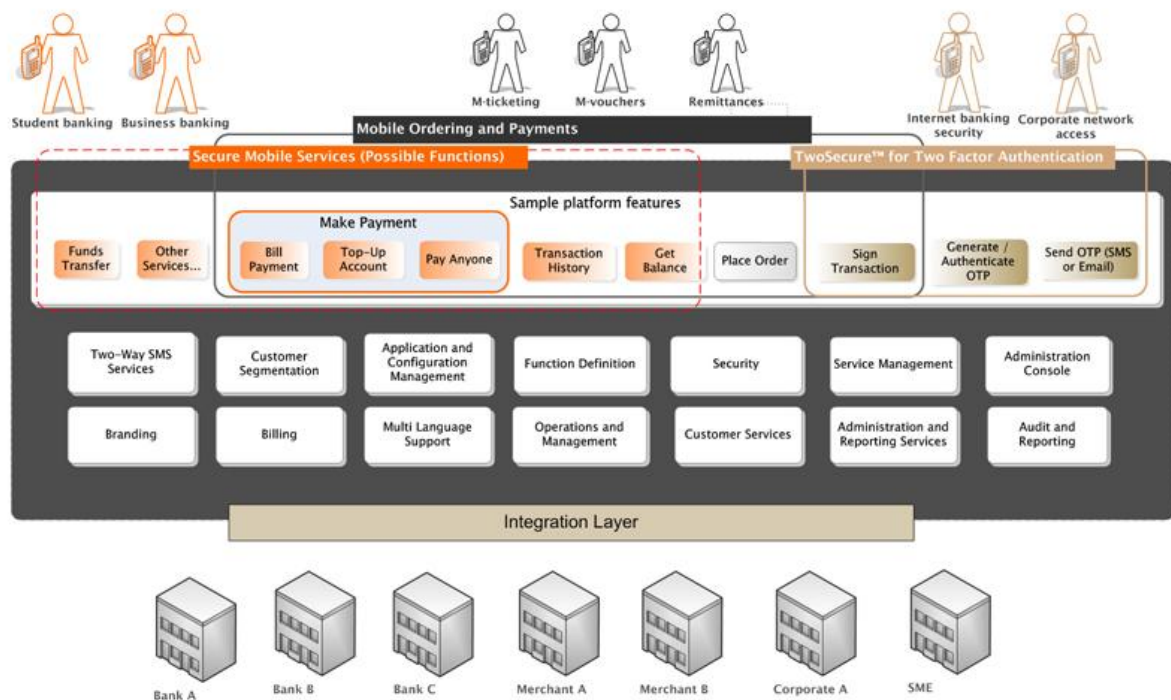 Student banking
Business banking
M-ticketing
M-vouchers
Remittances
Internet banking
security
Corporate network
access
Mobile Ordering and Payments
Secure Mobile Services (Possible Functions)
TwoSecure™ for Two Factor Authentication
Sample platform features
Make Payment
Funds
Transfer
Other
Services...
Bill
Payment
Top-Up
Account
Pay Anyone
Transaction
History
Get
Balance
Place Order
Sign
Transaction
Generate /
Authenticate
OTP
Send OTP (SMS
or Email)
Two-Way SMS
Services
Customer
Segmentation
Application and
Configuration
Management
Function Definition
Security
Service Management
Administration
Console
Branding
Billing
Multi Language
Support
Operations and
Management
Customer Services
Administration and
Reporting Services
Audit and
Reporting
Integration Layer
Bank A
Bank B
Bank C
Merchant A
Merchant B
Corporate A
SME